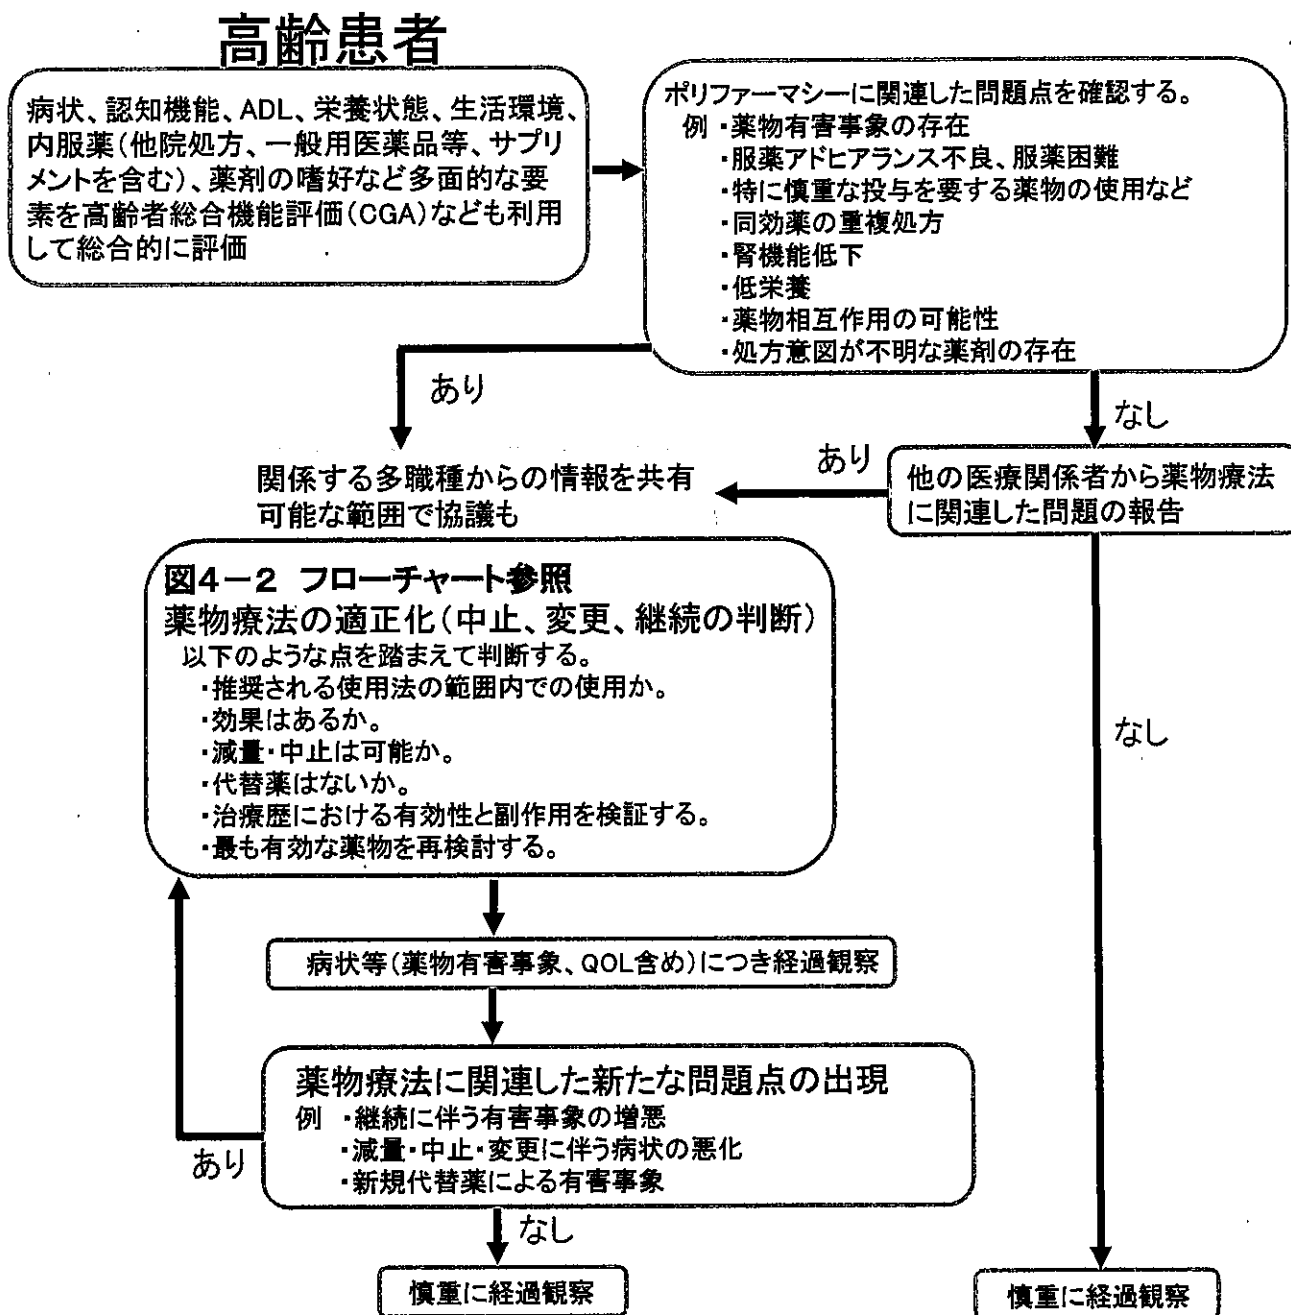 高齢患者
病状、認知機能、ADL、栄養状態、生活環境、
内服薬(他院処方、一般用医薬品等、サプリ
メントを含む)、薬剤の嗜好など多面的な要
素を高齢者総合機能評価(CGA)なども利用
して総合的に評価
ポリファーマシーに関連した問題点を確認する。
例 ・薬物有害事象の存在
・服薬アドヒアランス不良、服薬困難
・特に慎重な投与を要する薬物の使用など
・同効薬の重複処方
・腎機能低下
・低栄養
・薬物相互作用の可能性
・処方意図が不明な薬剤の存在
あり
なし
あり
他の医療関係者から薬物療法
に関連した問題の報告
関係する多職種からの情報を共有
可能な範囲で協議も
図4-2 フローチャート参照
薬物療法の適正化(中止、変更、継続の判断)
以下のような点を踏まえて判断する。
・推奨される使用法の範囲内での使用か。
・効果はあるか。
・減量・中止は可能か。
・代替薬はないか。
・治療歴における有効性と副作用を検証する。
・最も有効な薬物を再検討する。
なし
病状等(薬物有害事象、QOL含め)につき経過観察
薬物療法に関連した新たな問題点の出現
例 ・継続に伴う有害事象の増悪
・減量・中止・変更に伴う病状の悪化
・新規代替薬による有害事象
あり
なし
慎重に経過観察
慎重に経過観察